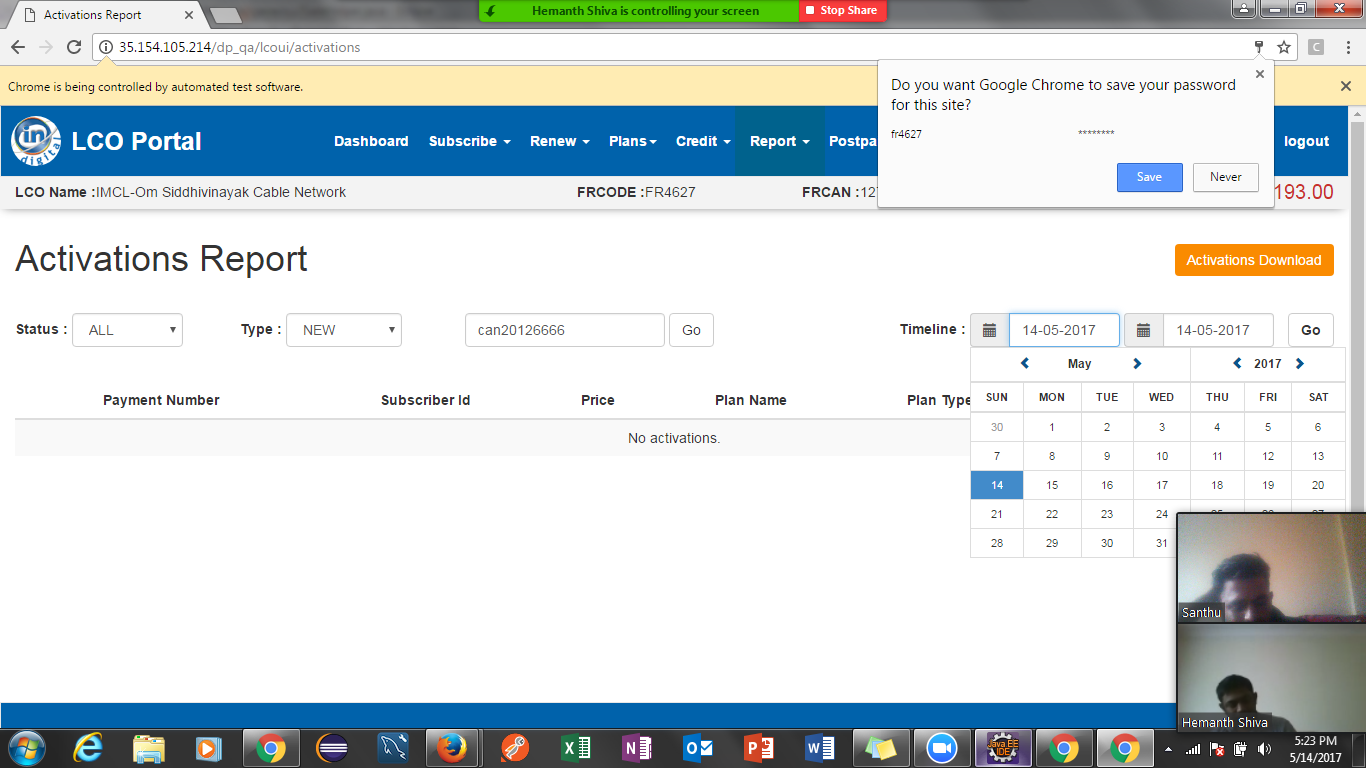 Activations Report
Hemanth Shiva is controlling your screen
Stop Share
35.154.105.214/dp_qa/lcoui/activations
C
Chrome is being controlled by automated test software.
Do you want Google Chrome to save your password
for this site?
fr4627 ********
Save Never
in
digital
LCO Portal
Dashboard Subscribe Renew Plans Credit Report Postpa logout
LCO Name :IMCL-Om Siddhivinayak Cable Network FRCODE :FR4627 FRCAN :127 193.00
Activations Report
Activations Download
Status : ALL Type : NEW can20126666 Go Timeline : 14-05-2017 14-05-2017 Go
May 2017
SUN MON TUE WED THU FRI SAT
30 1 2 3 4 5 6
7 8 9 10 11 12 13
14 15 16 17 18 19 20
21 22 23 24
28 29 30 31
Payment Number Subscriber Id Price Plan Name Plan Type
No activations.
Santhu
Hemanth Shiva
Java EE
IDE
5:23 PM
5/14/2017